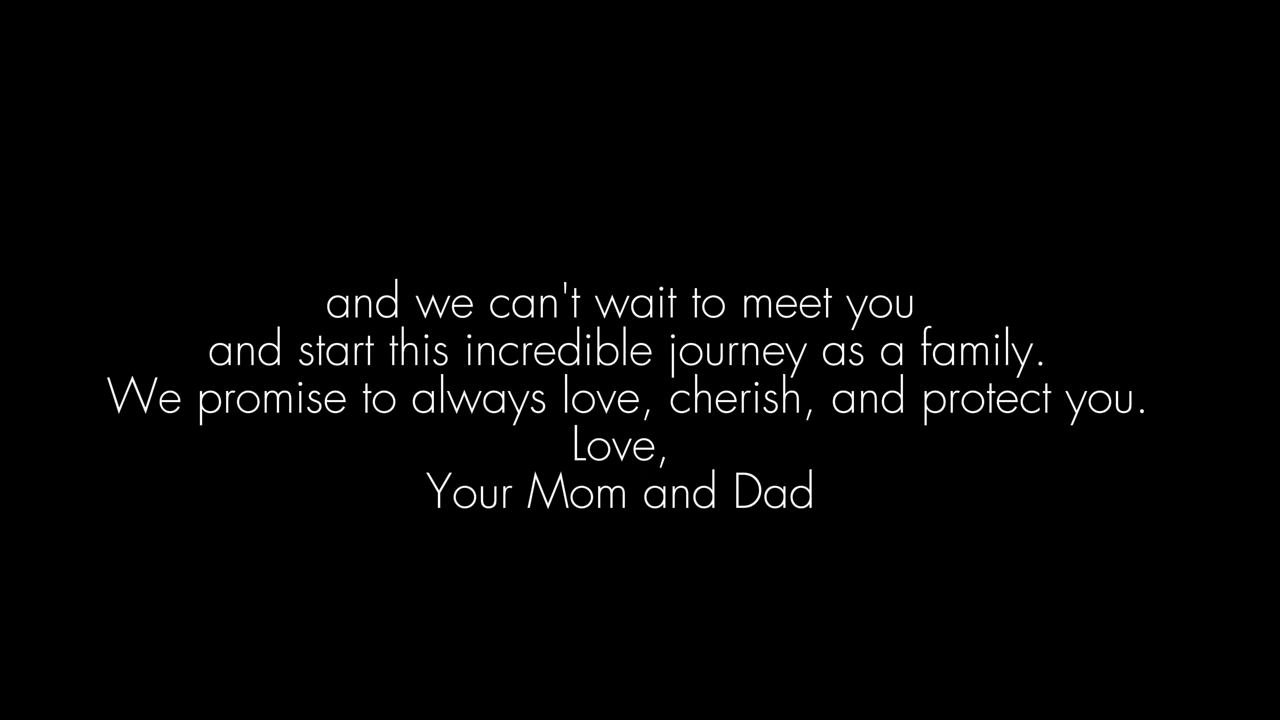 and we can't wait to meet you
and start this incredible journey as a family.
We promise to always love, cherish, and protect you.
Love,
Your Mom and Dad